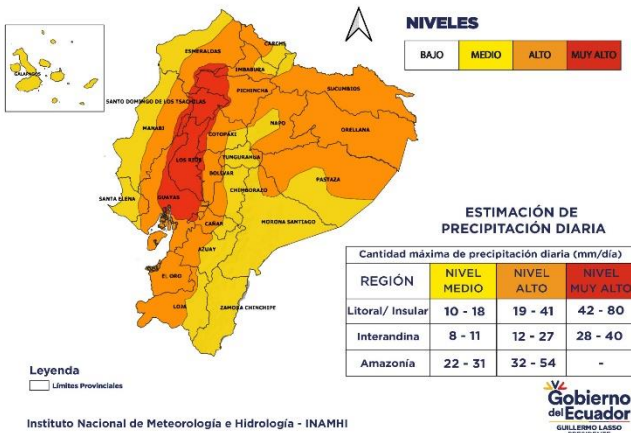 NIVELES
BAJO MEDIO ALTO MUY ALTO
GALÁPAGOS
ESMERALDAS
CARCHI
IMBABURA
SANTO DOMINGO DE LOS TSACHILAS
PICHINCHA
SUCUMBIOS
MANABI
COTOPAXI
NAPO
ORELLANA
LOS RIOS
TUNGURAHUA
BOLIVAR
PASTAZA
SANTA ELENA
GUAYAS
CHIMBORAZO
MORONA SANTIAGO
CAÑAR
AZUAY
EL ORO
LOJA
ZAMORA CHINCHIPE
ESTIMACIÓN DE
PRECIPITACIÓN DIARIA
Cantidad máxima de precipitación diaria (mm/día)
REGIÓN NIVEL MEDIO NIVEL ALTO NIVEL MUY ALTO
Litoral/ Insular 10 - 18 19 - 41 42 - 80
Interandina 8 - 11 12 - 27 28 - 40
Amazonía 22 - 31 32 - 54 -
Leyenda
Límites Provinciales
Instituto Nacional de Meteorología e Hidrología - INAMHI
Gobierno
del Ecuador
GUILLERMO LASSO
PRESIDENTE